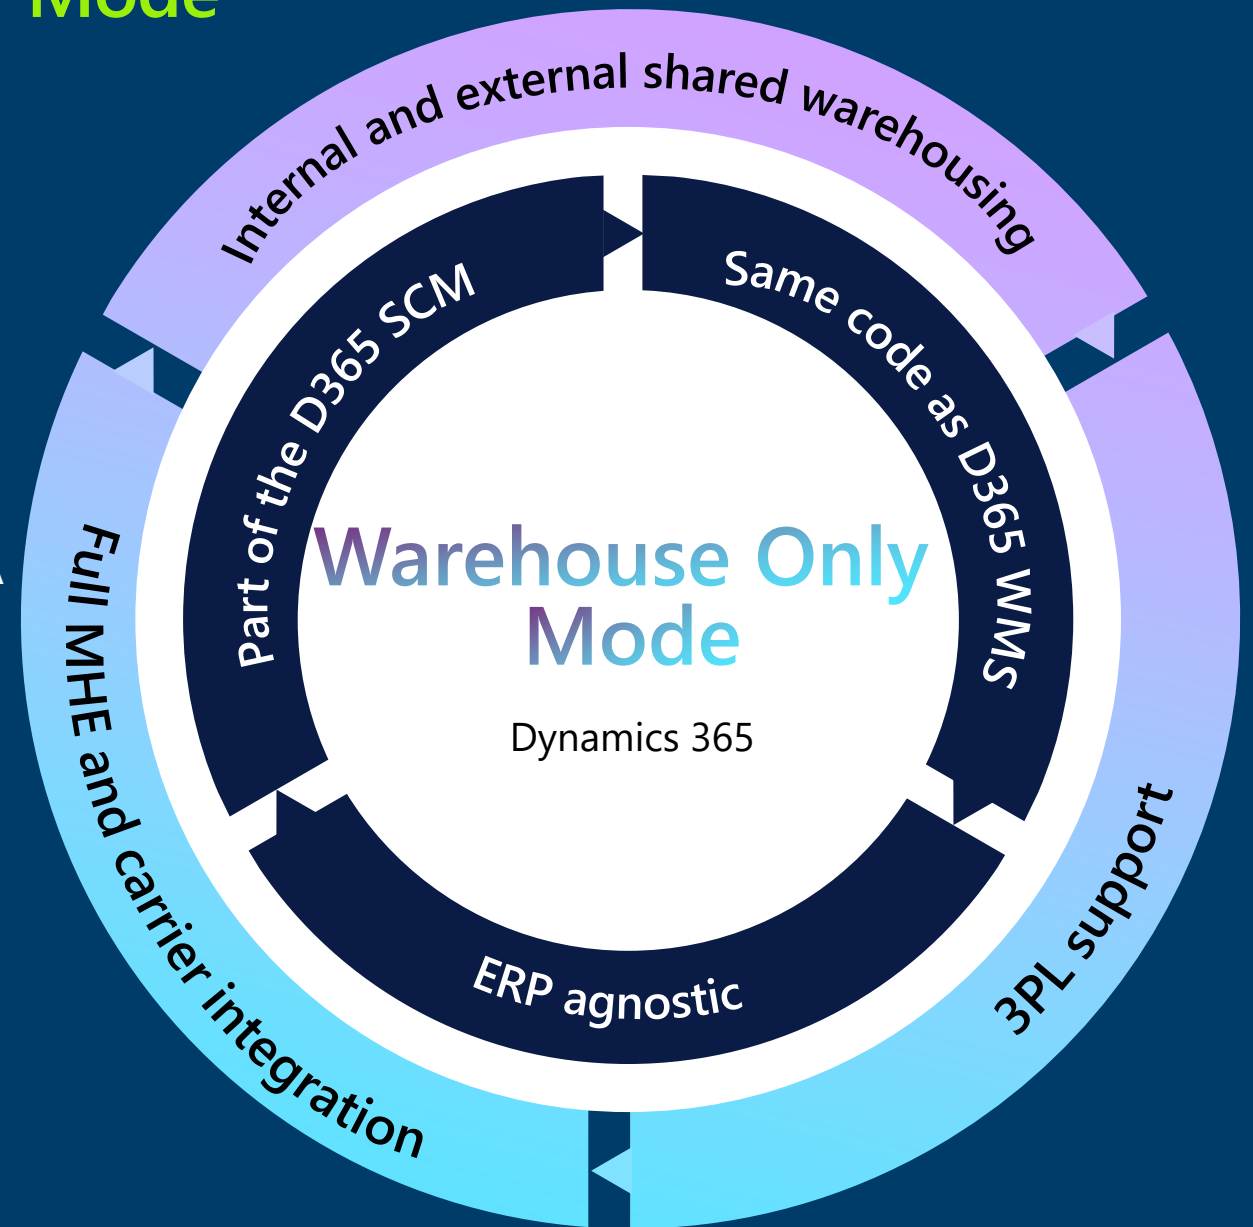 Mode
Internal and external shared warehousing
Part of the D365 SCM
Same code as D365 WMS
Warehouse Only
Mode
Dynamics 365
Full MHE and carrier integration
3PL support
ERP agnostic